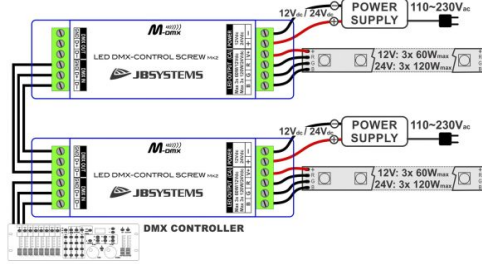 12Vdc / 24Vdc
POWER SUPPLY
110~230Vac
M-DMX
LED DMX-CONTROL SCREW MK2
JBSYSTEMS
12V: 3x 60Wmax
24V: 3x 120Wmax
12Vdc / 24Vdc
POWER SUPPLY
110~230Vac
M-DMX
LED DMX-CONTROL SCREW MK2
JBSYSTEMS
12V: 3x 60Wmax
24V: 3x 120Wmax
DMX CONTROLLER